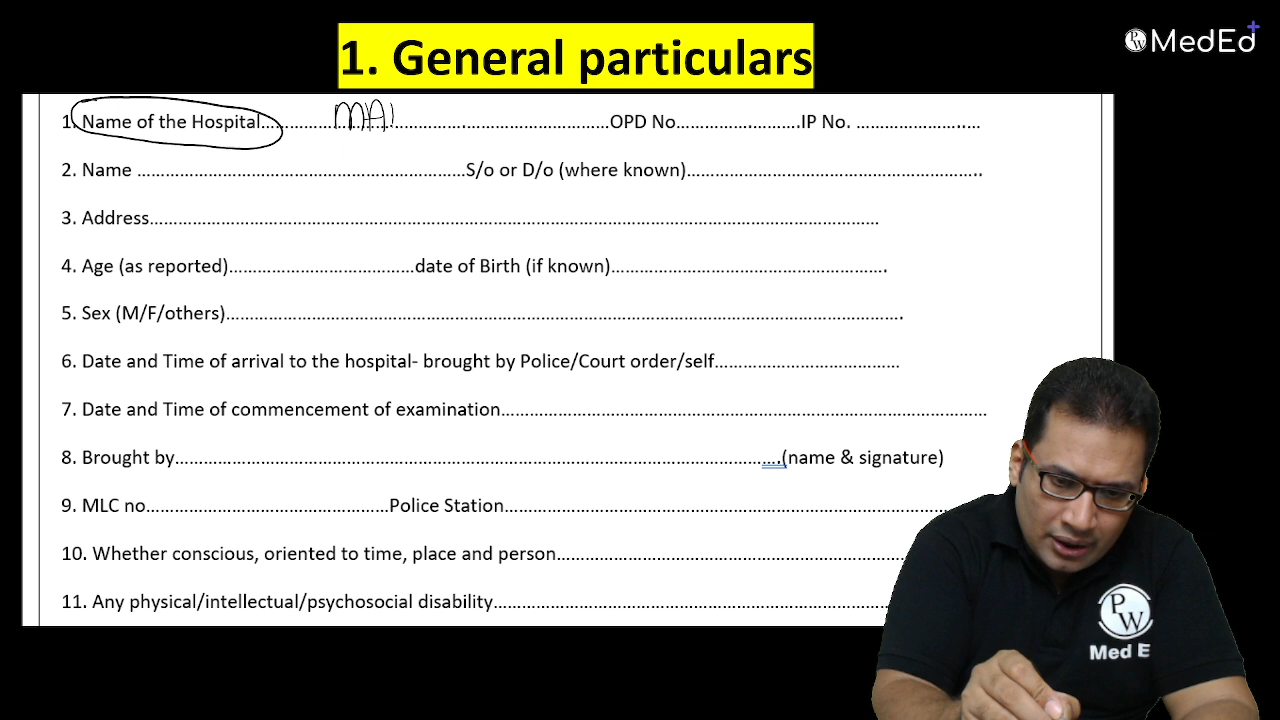 1. General particulars
PW MedEd+
1. Name of the Hospital.......................................................................OPD No.........................IP No. .........................
2. Name ..........................................................S/o or D/o (where known).....................................................
3. Address.................................................................................................................................
4. Age (as reported).................................date of Birth (if known).................................................
5. Sex (M/F/others)........................................................................................................................
6. Date and Time of arrival to the hospital- brought by Police/Court order/self.................................
7. Date and Time of commencement of examination......................................................................................
8. Brought by.............................................................................................................(name & signature)
9. MLC no...........................................Police Station...............................................................................
10. Whether conscious, oriented to time, place and person..............................................................
11. Any physical/intellectual/psychosocial disability......................................................................
PW
Med E